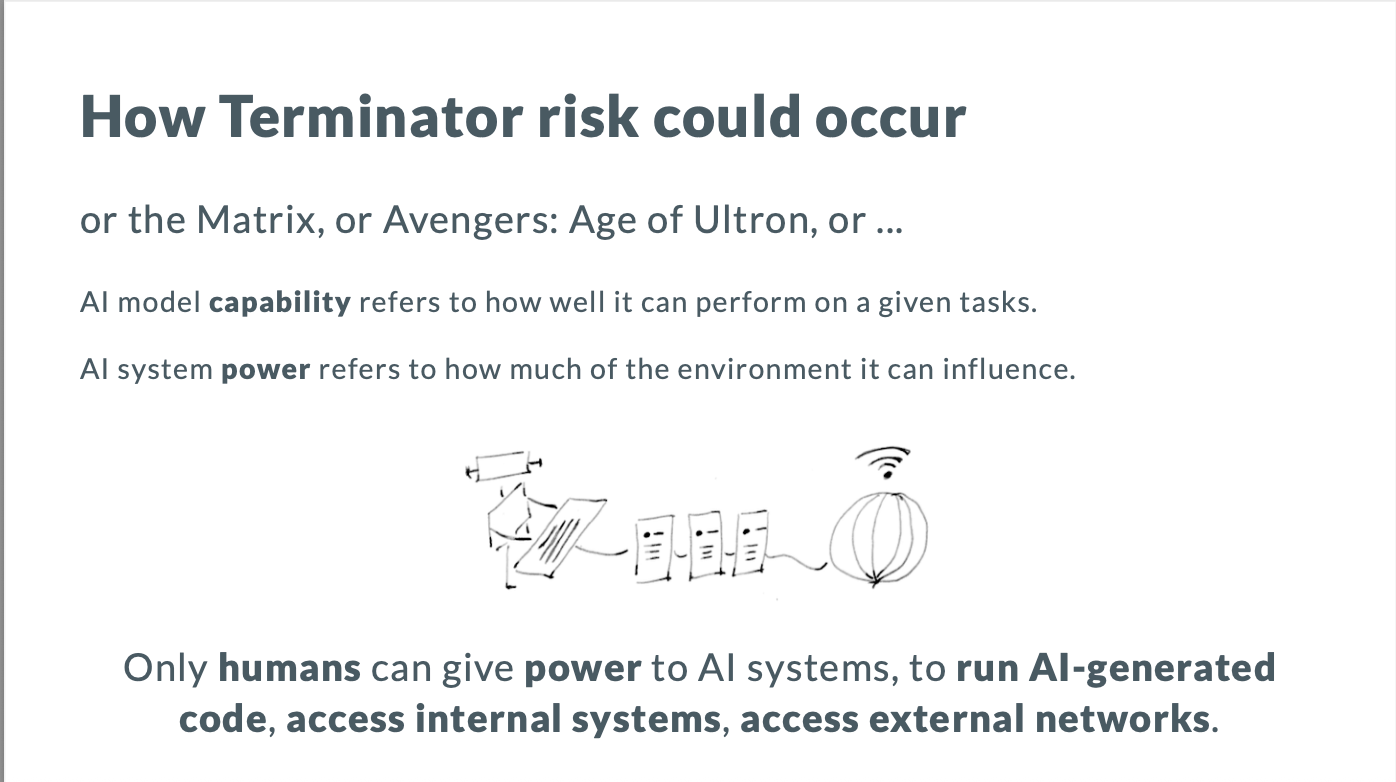 How Terminator risk could occur
or the Matrix, or Avengers: Age of Ultron, or ...
AI model capability refers to how well it can perform on a given tasks.
AI system power refers to how much of the environment it can influence.
Only humans can give power to AI systems, to run AI-generated
code, access internal systems, access external networks.